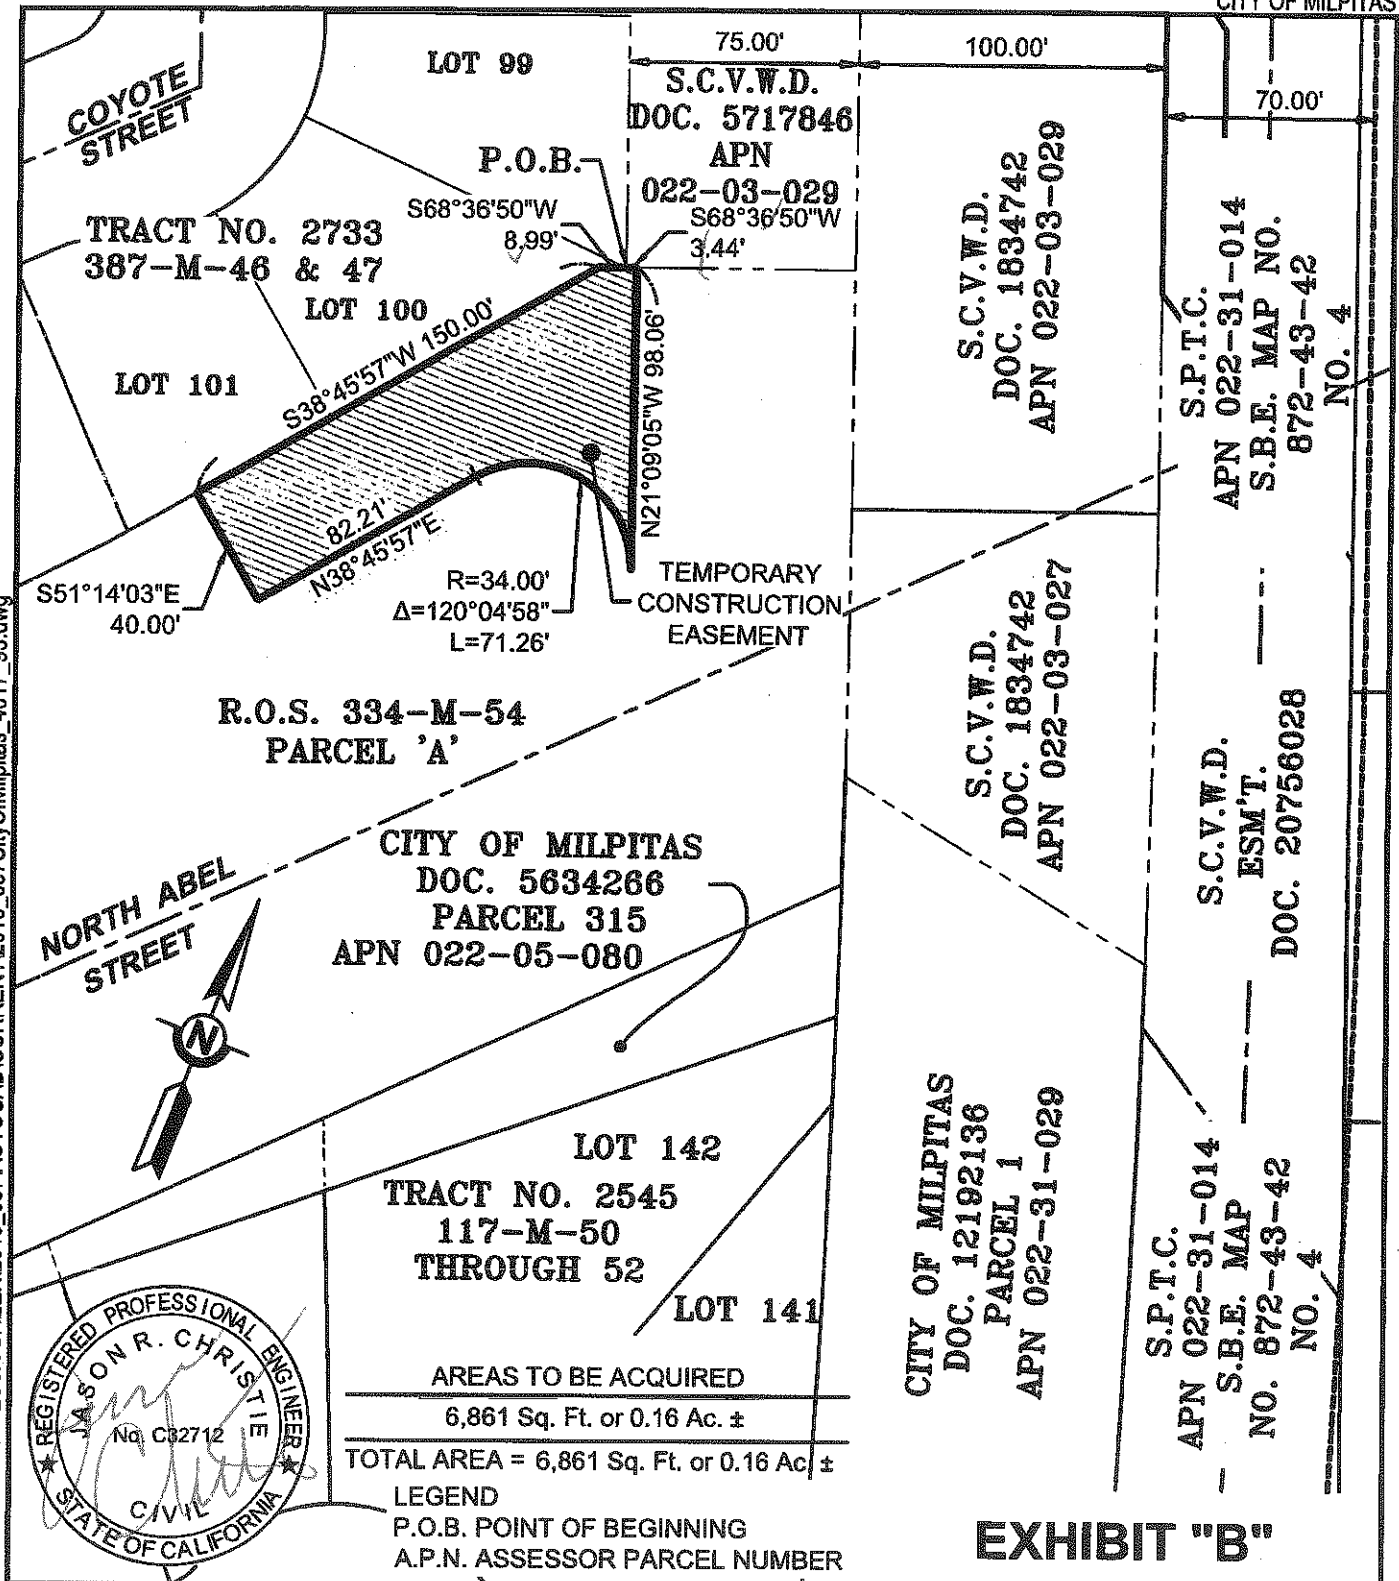 CITY OF MILPITAS
COYOTE
STREET
LOT 99
75.00'
100.00'
70.00'
S.C.V.W.D.
DOC. 5717846
APN
022-03-029
P.O.B.
S68°36'50"W
8.99'
S68°36'50"W
3.44'
TRACT NO. 2733
387-M-46 & 47
LOT 100
LOT 101
S38°45'57"W 150.00'
N21°09'05"W 98.06'
82.21'
N38°45'57"E
S51°14'03"E
40.00'
R=34.00'
Δ=120°04'58"
L=71.26'
TEMPORARY
CONSTRUCTION
EASEMENT
S.C.V.W.D.
DOC. 1834742
APN 022-03-029
S.P.T.C.
APN 022-31-014
S.B.E. MAP NO.
872-43-42
NO. 4
R.O.S. 334-M-54
PARCEL 'A'
S.C.V.W.D.
DOC. 1834742
APN 022-03-027
S.C.V.W.D.
ESM'T.
DOC. 20756028
NORTH ABEL
STREET
CITY OF MILPITAS
DOC. 5634266
PARCEL 315
APN 022-05-080
N
LOT 142
TRACT NO. 2545
117-M-50
THROUGH 52
LOT 141
CITY OF MILPITAS
DOC. 12192136
PARCEL 1
APN 022-31-029
S.P.T.C.
APN 022-31-014
S.B.E. MAP
NO. 872-43-42
NO. 4
REGISTERED PROFESSIONAL ENGINEER
JASON R. CHRISTIE
No. C32712
CIVIL
STATE OF CALIFORNIA
AREAS TO BE ACQUIRED
6,861 Sq. Ft. or 0.16 Ac. ±
TOTAL AREA = 6,861 Sq. Ft. or 0.16 Ac. ±
LEGEND
P.O.B. POINT OF BEGINNING
A.P.N. ASSESSOR PARCEL NUMBER
EXHIBIT "B"